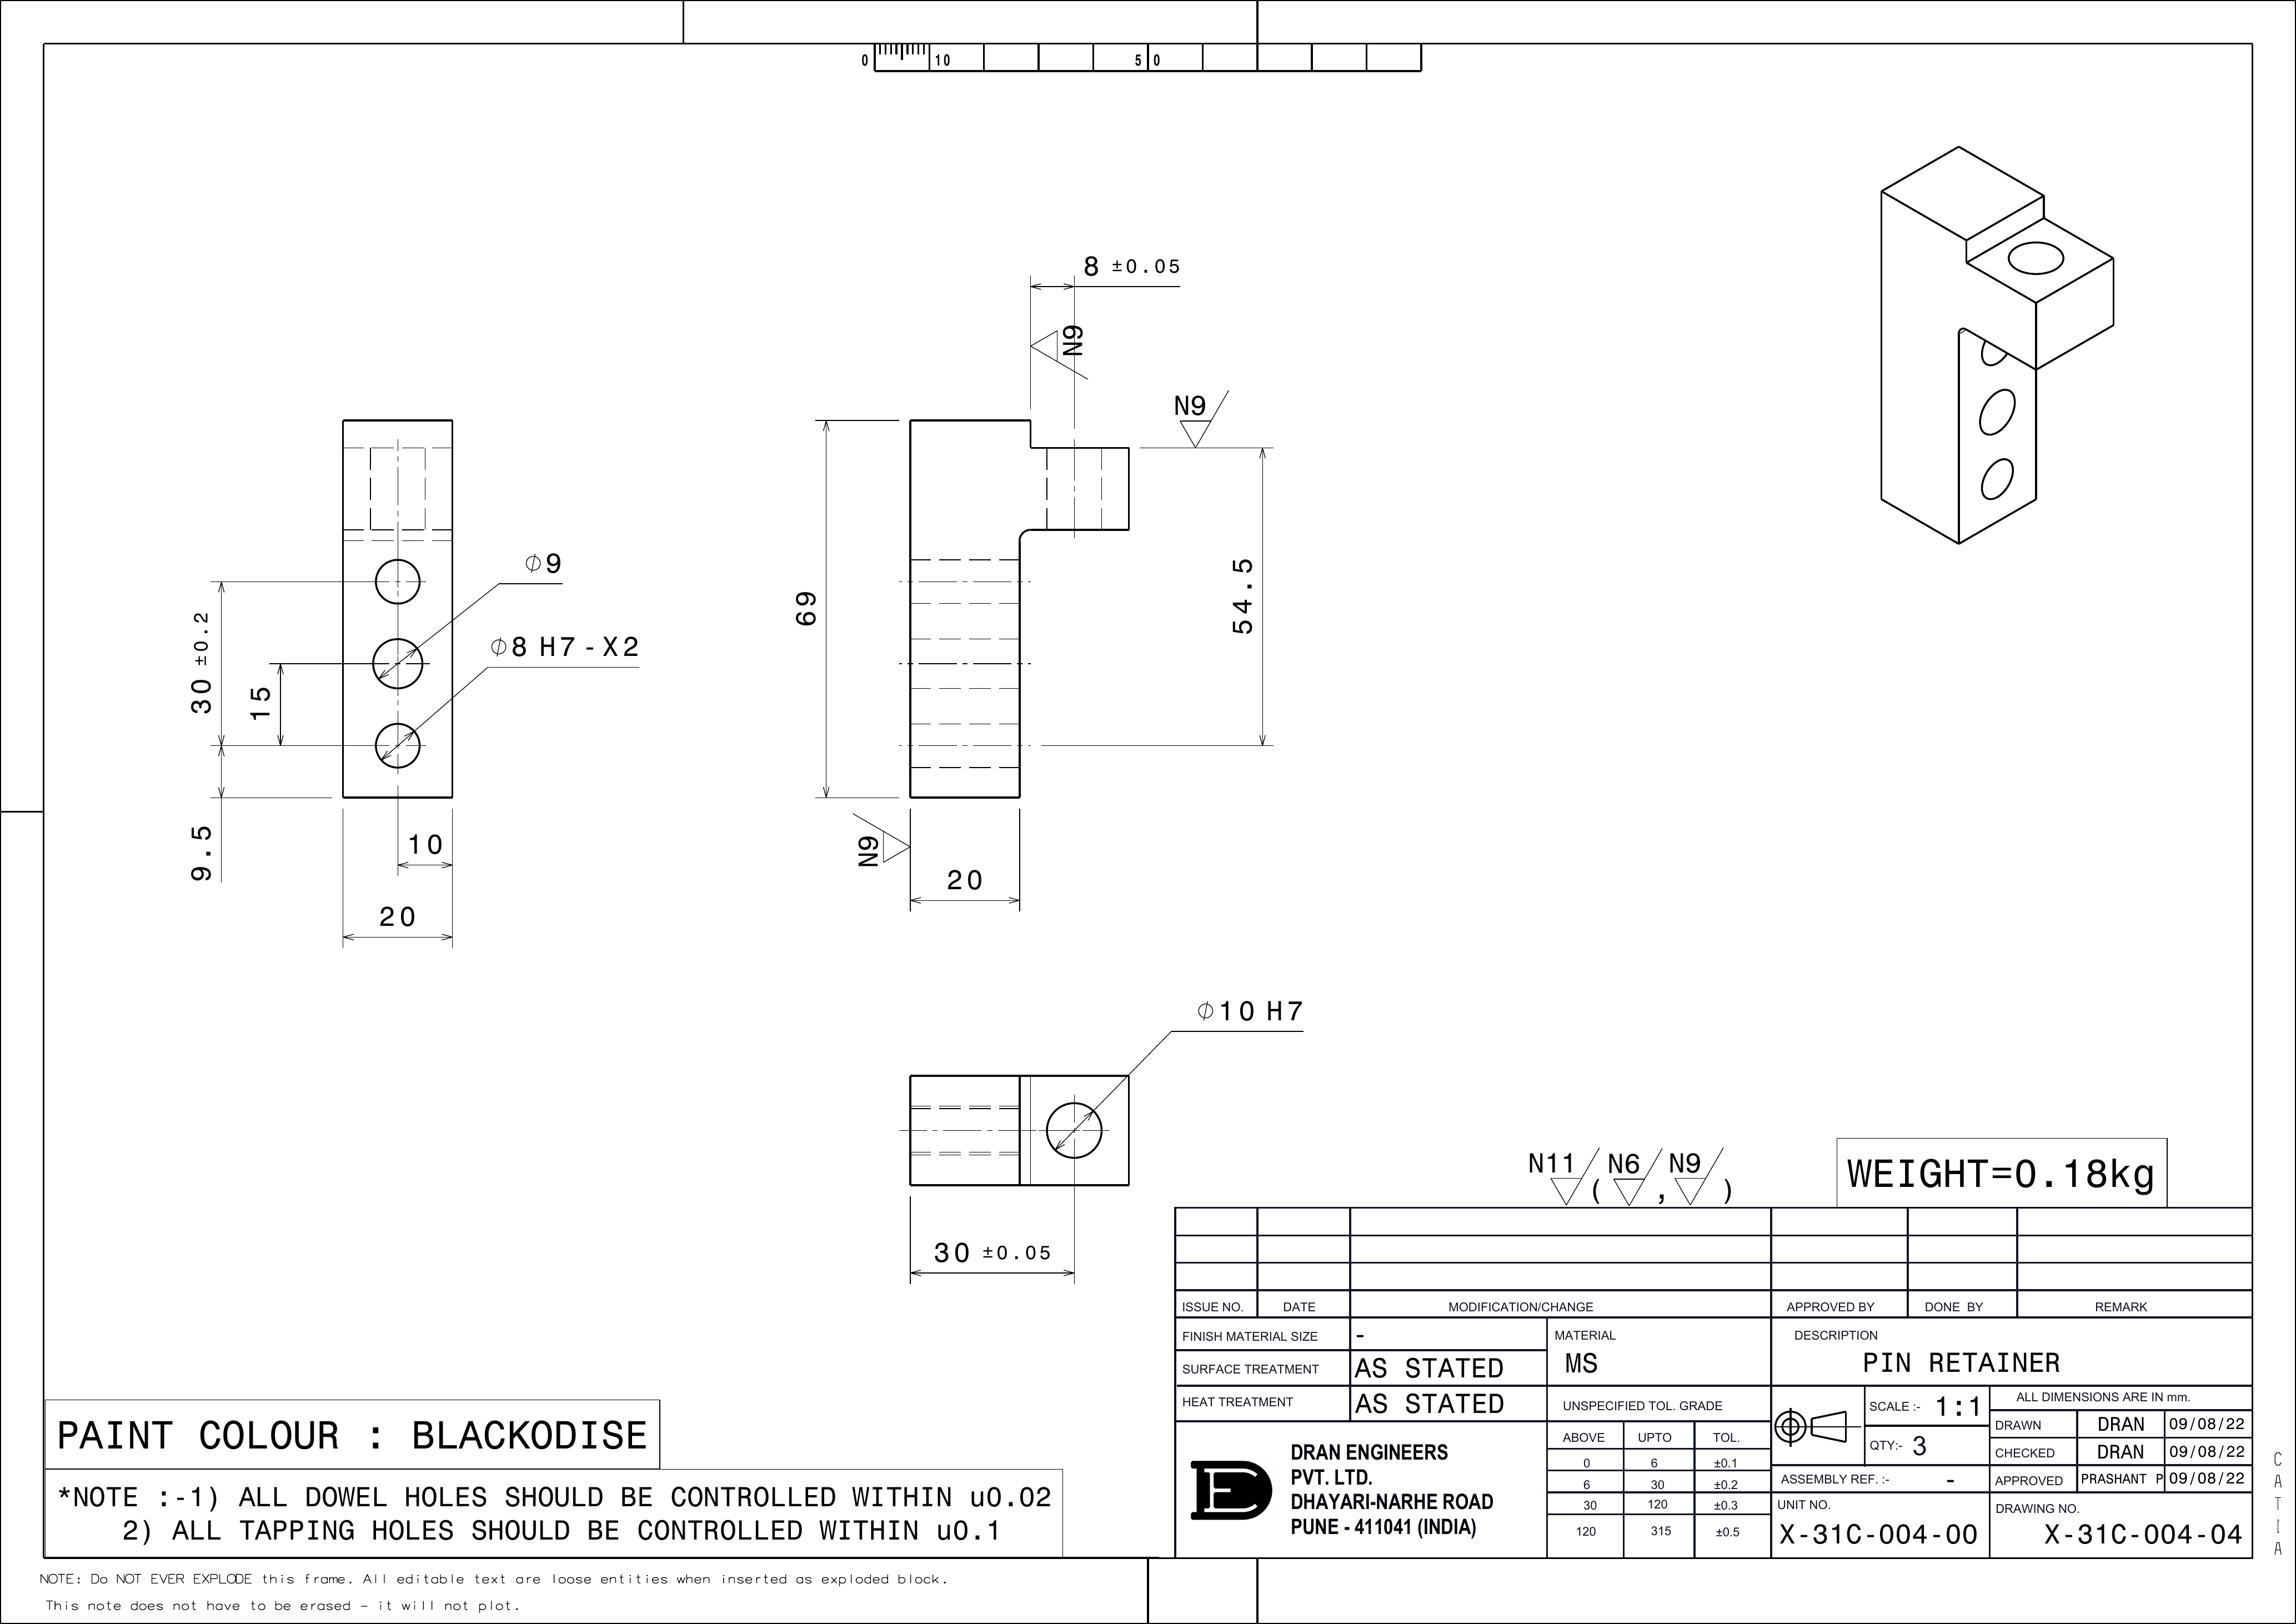 0 10 50
8 ±0.05
N9
N9
69
54.5
N9
20
Ø9
Ø8 H7-X2
30 ±0.2
15
9.5
10
20
Ø10 H7
30 ±0.05
N11 ( N6 , N9 )
WEIGHT=0.18kg
ISSUE NO. DATE MODIFICATION/CHANGE APPROVED BY DONE BY REMARK
FINISH MATERIAL SIZE -
SURFACE TREATMENT AS STATED
HEAT TREATMENT AS STATED
MATERIAL
MS
DESCRIPTION
PIN RETAINER
UNSPECIFIED TOL. GRADE
ABOVE UPTO TOL.
0 6 ±0.1
6 30 ±0.2
30 120 ±0.3
120 315 ±0.5
SCALE :- 1:1
QTY:- 3
ALL DIMENSIONS ARE IN mm.
DRAWN DRAN 09/08/22
CHECKED DRAN 09/08/22
APPROVED PRASHANT P 09/08/22
ASSEMBLY REF. :- -
UNIT NO.
X-31C-004-00
DRAWING NO.
X-31C-004-04
DE
DRAN ENGINEERS
PVT. LTD.
DHAYARI-NARHE ROAD
PUNE - 411041 (INDIA)
PAINT COLOUR : BLACKODISE
*NOTE :-1) ALL DOWEL HOLES SHOULD BE CONTROLLED WITHIN u0.02
2) ALL TAPPING HOLES SHOULD BE CONTROLLED WITHIN u0.1
NOTE: Do NOT EVER EXPLODE this frame. All editable text are loose entities when inserted as exploded block.
This note does not have to be erased - it will not plot.
CATIA